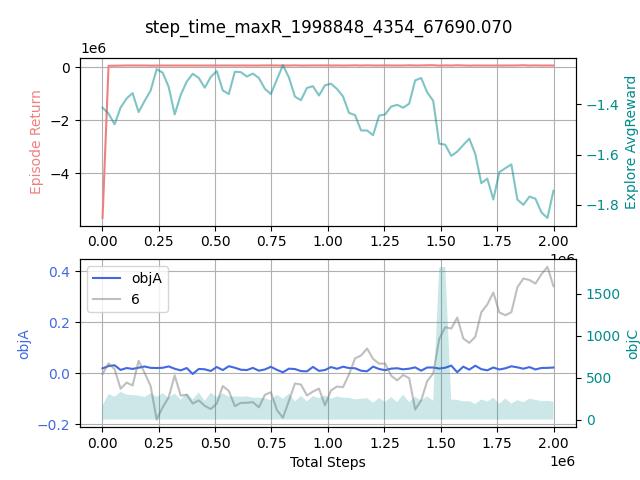 step_time_maxR_1998848_4354_67690.070
1e6
0
−2
−4
Episode Return
−1.4
−1.6
−1.8
Explore AvgReward
0.00 0.25 0.50 0.75 1.00 1.25 1.50 1.75 2.00
1e6
objA
6
0.4
0.2
0.0
−0.2
objA
1500
1000
500
0
objC
0.00 0.25 0.50 0.75 1.00 1.25 1.50 1.75 2.00
Total Steps
1e6